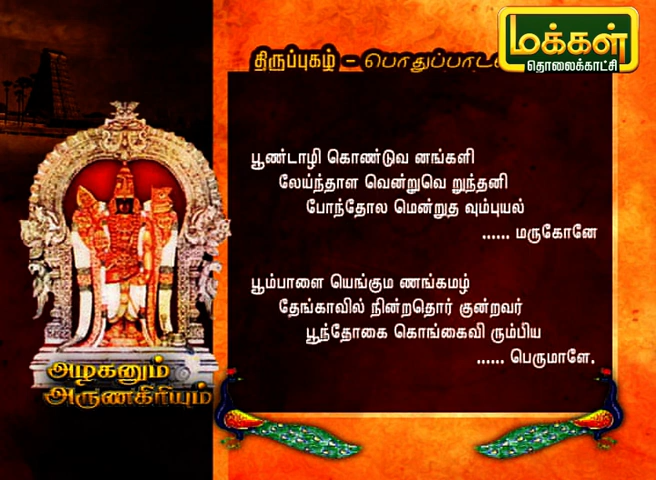 மக்கள்
தொலைக்காட்சி
திருப்புகழ் - பொதுப்பாடல்
பூண்டாழி கொண்டுவ னங்களி
லேய்ந்தாள வென்றுவெ றுந்தனி
போந்தோல மென்றுத வும்புயல்
...... மருகோனே
பூம்பாளை யெங்கும ணங்கமழ்
தேங்காவில் நின்றதொர் குன்றவர்
பூந்தோகை கொங்கைவி ரும்பிய
...... பெருமாளே.
அழகனும்
அருணகிரியும்